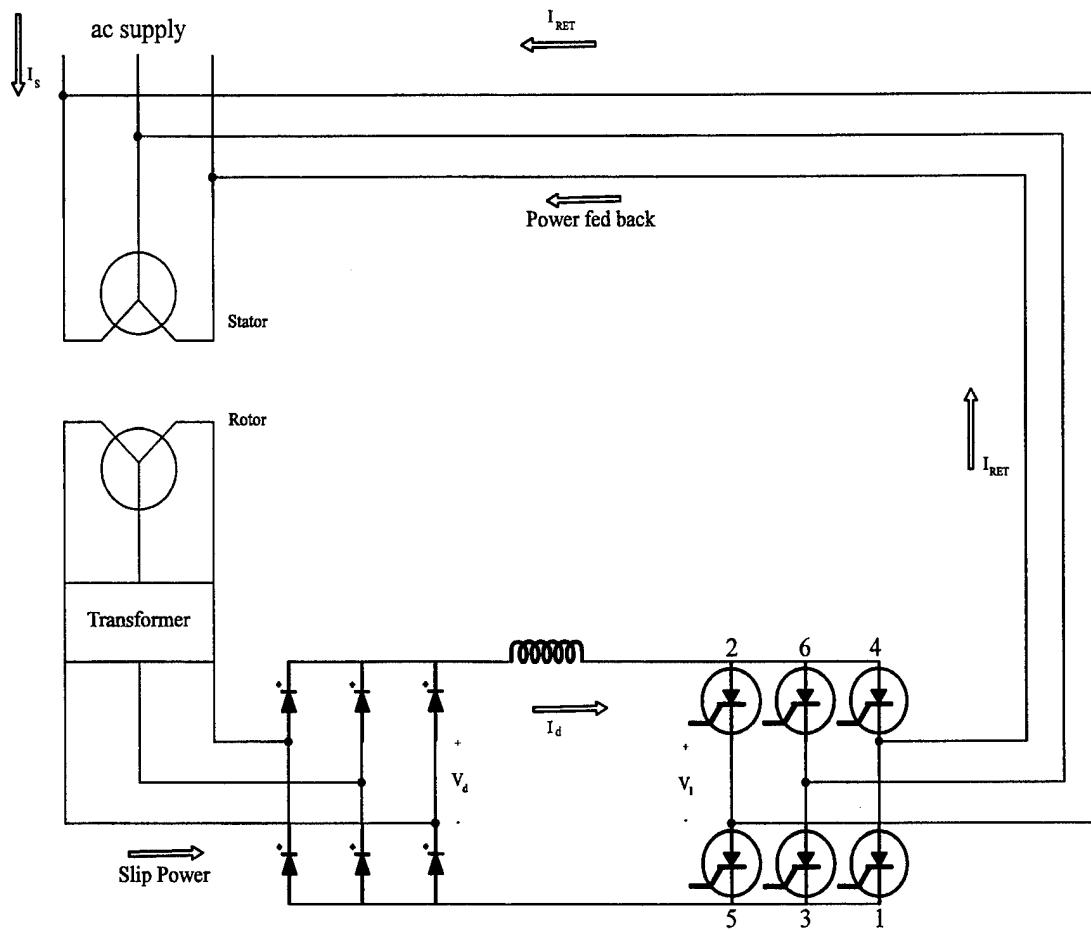 ac supply
I_RET
I_s
Power fed back
Stator
Rotor
I_RET
Transformer
2 6 4
I_d
+ +
V_d V_I
- -
Slip Power
5 3 1